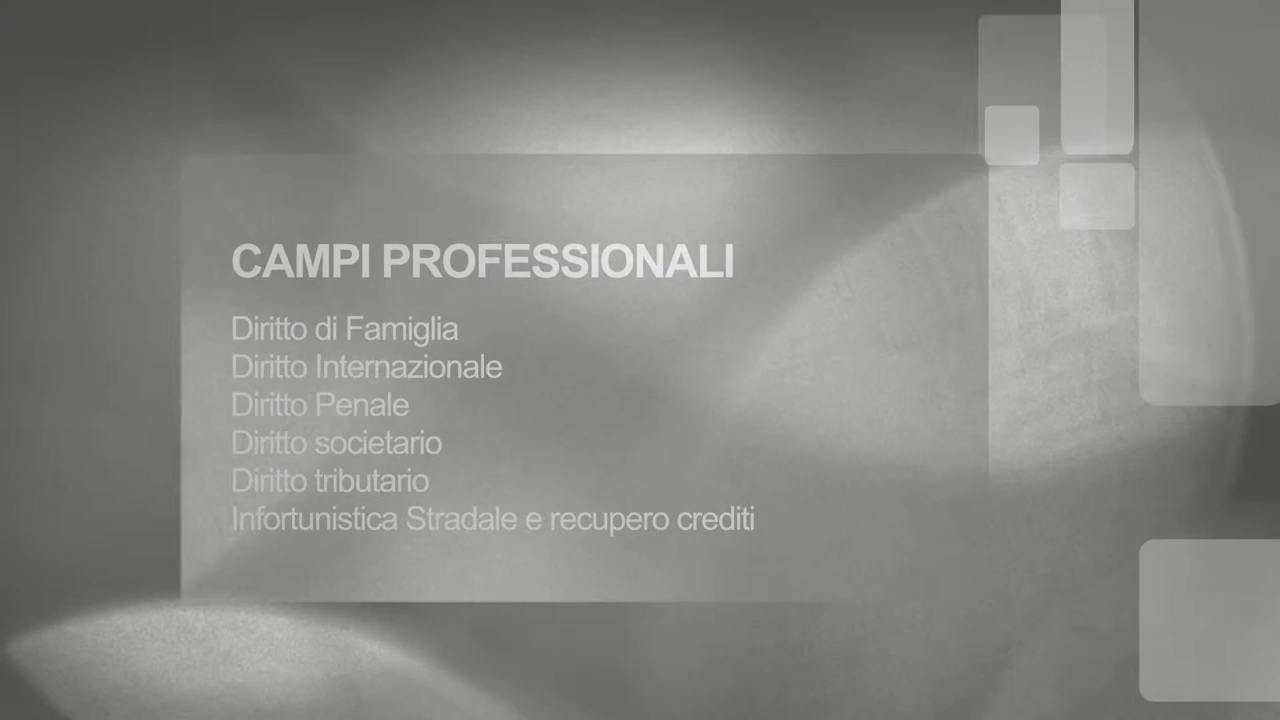 CAMPI PROFESSIONALI
Diritto di Famiglia
Diritto Internazionale
Diritto Penale
Diritto societario
Diritto tributario
Infortunistica Stradale e recupero crediti